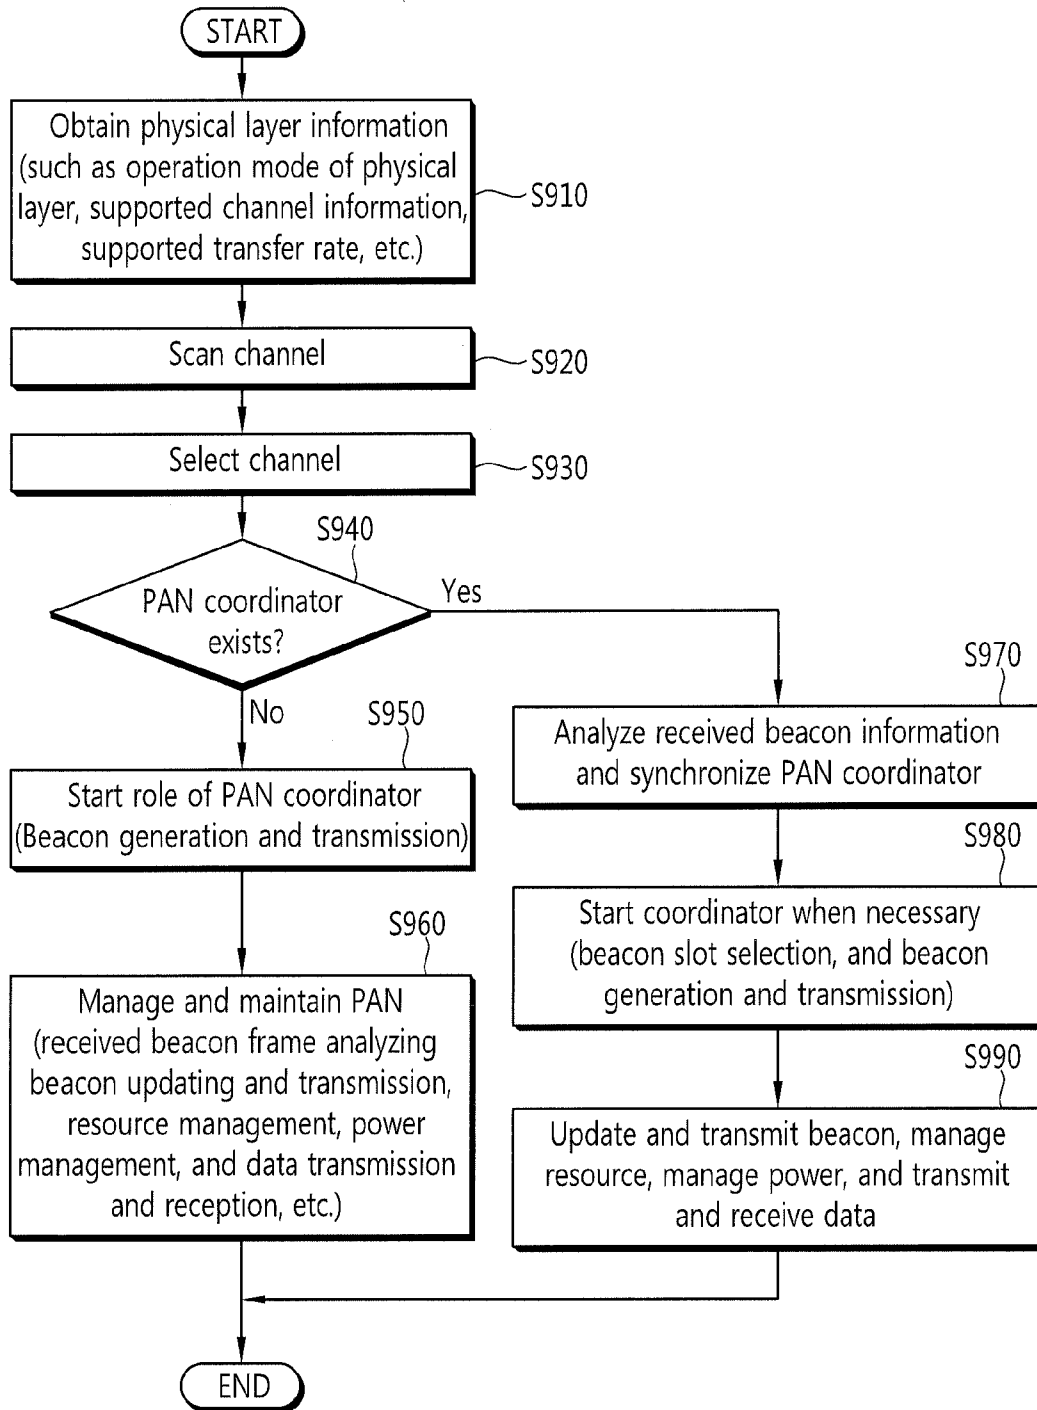 START
Obtain physical layer information
(such as operation mode of physical
layer, supported channel information,
supported transfer rate, etc.)
S910
Scan channel
S920
Select channel
S930
S940
PAN coordinator
exists?
Yes
No
S950
Start role of PAN coordinator
(Beacon generation and transmission)
S960
Manage and maintain PAN
(received beacon frame analyzing
beacon updating and transmission,
resource management, power
management, and data transmission
and reception, etc.)
S970
Analyze received beacon information
and synchronize PAN coordinator
S980
Start coordinator when necessary
(beacon slot selection, and beacon
generation and transmission)
S990
Update and transmit beacon, manage
resource, manage power, and transmit
and receive data
END